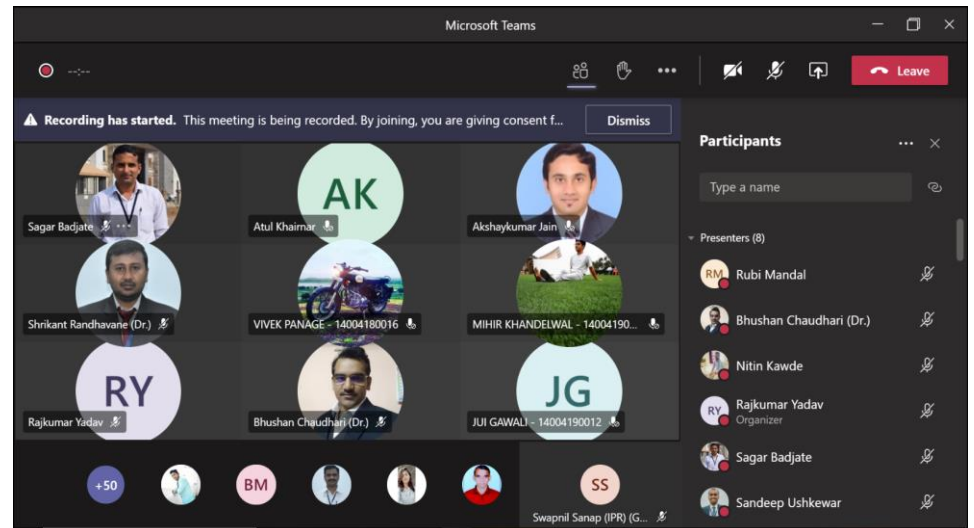 Microsoft Teams
--:--
Leave
Recording has started. This meeting is being recorded. By joining, you are giving consent f...
Dismiss
Participants
Type a name
Sagar Badjate
AK
Atul Khairnar
Akshaykumar Jain
Presenters (8)
RM Rubi Mandal
Shrikant Randhavane (Dr.)
VIVEK PANAGE - 14004180016
MIHIR KHANDELWAL - 14004190...
Bhushan Chaudhari (Dr.)
Nitin Kawde
RY
Rajkumar Yadav
Bhushan Chaudhari (Dr.)
JG
JUI GAWALI - 14004190012
RY Rajkumar Yadav
Organizer
Sagar Badjate
+50
BM
SS
Swapnil Sanap (IPR) (G...
Sandeep Ushkewar